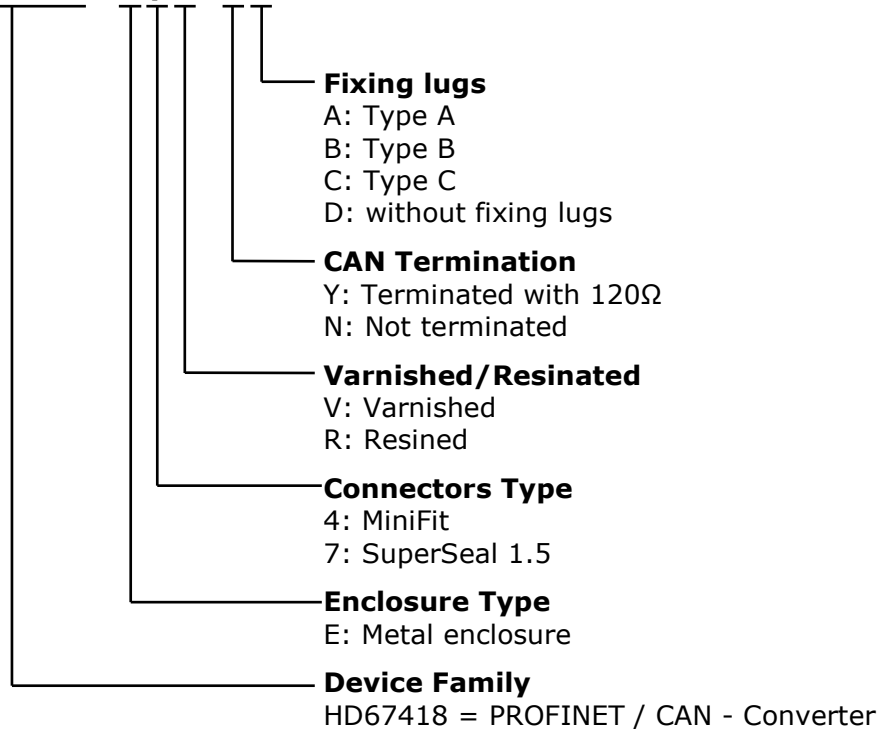 Fixing lugs
A: Type A
B: Type B
C: Type C
D: without fixing lugs
CAN Termination
Y: Terminated with 120Ω
N: Not terminated
Varnished/Resinated
V: Varnished
R: Resined
Connectors Type
4: MiniFit
7: SuperSeal 1.5
Enclosure Type
E: Metal enclosure
Device Family
HD67418 = PROFINET / CAN - Converter